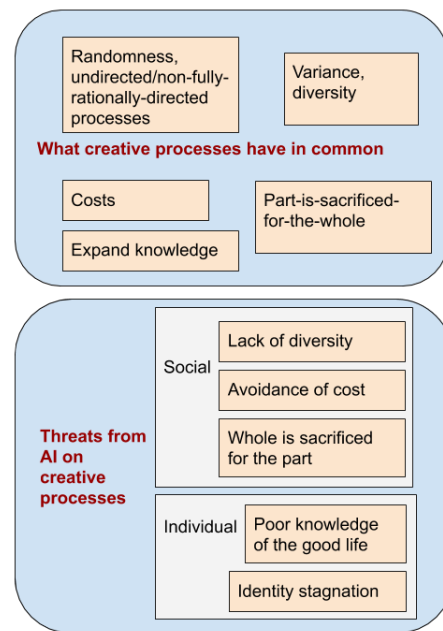 Randomness,
undirected/non-fully-
rationally-directed
processes
Variance,
diversity
What creative processes have in common
Costs
Expand knowledge
Part-is-sacrificed-
for-the-whole
Threats from
AI on
creative
processes
Social
Lack of diversity
Avoidance of cost
Whole is sacrificed
for the part
Individual
Poor knowledge
of the good life
Identity stagnation